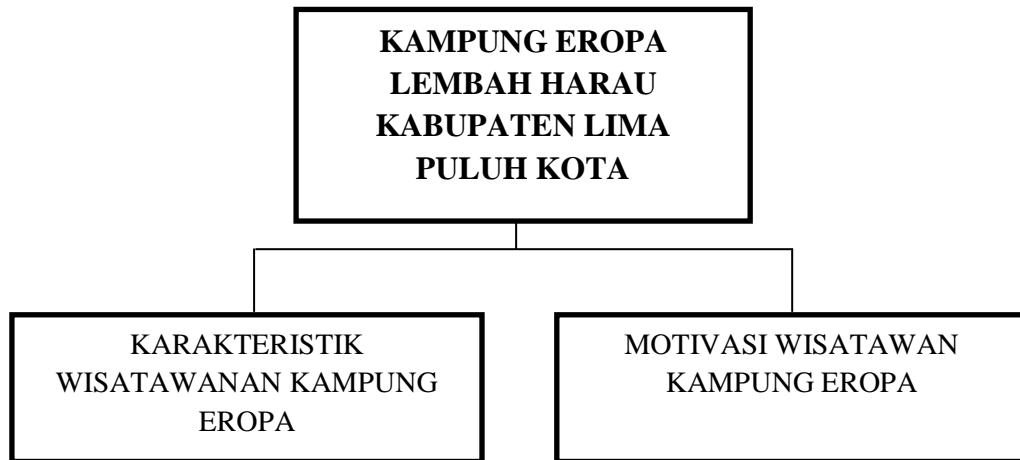 KAMPUNG EROPA
LEMBAH HARAU
KABUPATEN LIMA
PULUH KOTA
KARAKTERISTIK
WISATAWANAN KAMPUNG
EROPA
MOTIVASI WISATAWAN
KAMPUNG EROPA